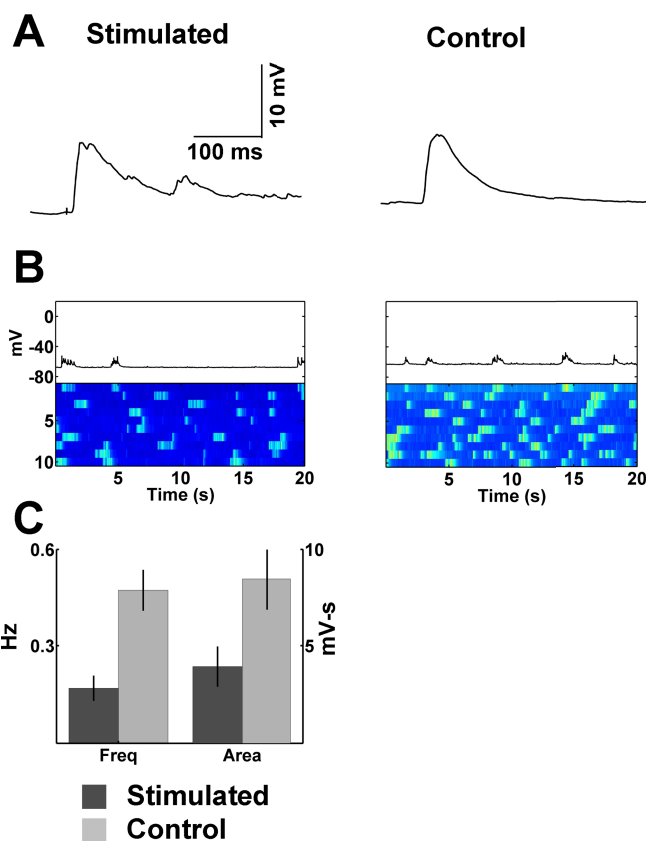 A
Stimulated
Control
10 mV
100 ms
B
mV
0
-40
-80
5
10
5
10
15
20
Time (s)
5
10
15
20
Time (s)
C
Hz
0.6
0.3
10
5
mV-s
Freq
Area
Stimulated
Control